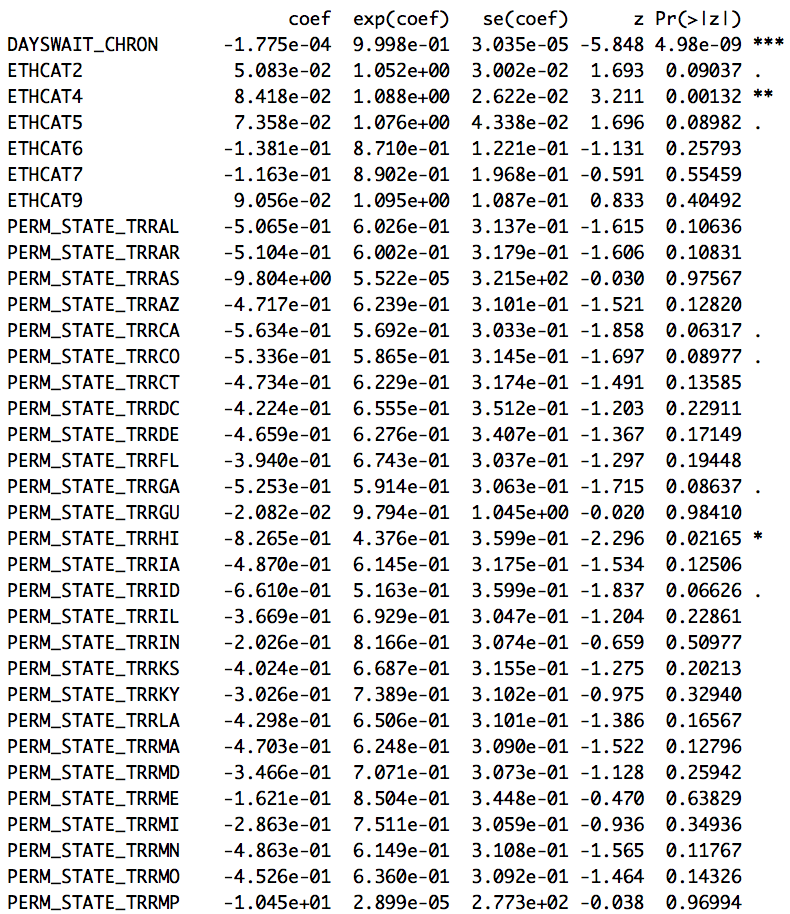 coef exp(coef) se(coef) z Pr(>|z|)
DAYSWAIT_CHRON -1.775e-04 9.998e-01 3.035e-05 -5.848 4.98e-09 ***
ETHCAT2 5.083e-02 1.052e+00 3.002e-02 1.693 0.09037 .
ETHCAT4 8.418e-02 1.088e+00 2.622e-02 3.211 0.00132 **
ETHCAT5 7.358e-02 1.076e+00 4.338e-02 1.696 0.08982 .
ETHCAT6 -1.381e-01 8.710e-01 1.221e-01 -1.131 0.25793
ETHCAT7 -1.163e-01 8.902e-01 1.968e-01 -0.591 0.55459
ETHCAT9 9.056e-02 1.095e+00 1.087e-01 0.833 0.40492
PERM_STATE_TRRAL -5.065e-01 6.026e-01 3.137e-01 -1.615 0.10636
PERM_STATE_TRRAR -5.104e-01 6.002e-01 3.179e-01 -1.606 0.10831
PERM_STATE_TRRAS -9.804e+00 5.522e-05 3.215e+02 -0.030 0.97567
PERM_STATE_TRRAZ -4.717e-01 6.239e-01 3.101e-01 -1.521 0.12820
PERM_STATE_TRRCA -5.634e-01 5.692e-01 3.033e-01 -1.858 0.06317 .
PERM_STATE_TRRCO -5.336e-01 5.865e-01 3.145e-01 -1.697 0.08977 .
PERM_STATE_TRRCT -4.734e-01 6.229e-01 3.174e-01 -1.491 0.13585
PERM_STATE_TRRDC -4.224e-01 6.555e-01 3.512e-01 -1.203 0.22911
PERM_STATE_TRRDE -4.659e-01 6.276e-01 3.407e-01 -1.367 0.17149
PERM_STATE_TRRFL -3.940e-01 6.743e-01 3.037e-01 -1.297 0.19448
PERM_STATE_TRRGA -5.253e-01 5.914e-01 3.063e-01 -1.715 0.08637 .
PERM_STATE_TRRGU -2.082e-02 9.794e-01 1.045e+00 -0.020 0.98410
PERM_STATE_TRRHI -8.265e-01 4.376e-01 3.599e-01 -2.296 0.02165 *
PERM_STATE_TRRIA -4.870e-01 6.145e-01 3.175e-01 -1.534 0.12506
PERM_STATE_TRRID -6.610e-01 5.163e-01 3.599e-01 -1.837 0.06626 .
PERM_STATE_TRRIL -3.669e-01 6.929e-01 3.047e-01 -1.204 0.22861
PERM_STATE_TRRIN -2.026e-01 8.166e-01 3.074e-01 -0.659 0.50977
PERM_STATE_TRRKS -4.024e-01 6.687e-01 3.155e-01 -1.275 0.20213
PERM_STATE_TRRKY -3.026e-01 7.389e-01 3.102e-01 -0.975 0.32940
PERM_STATE_TRRLA -4.298e-01 6.506e-01 3.101e-01 -1.386 0.16567
PERM_STATE_TRRMA -4.703e-01 6.248e-01 3.090e-01 -1.522 0.12796
PERM_STATE_TRRMD -3.466e-01 7.071e-01 3.073e-01 -1.128 0.25942
PERM_STATE_TRRME -1.621e-01 8.504e-01 3.448e-01 -0.470 0.63829
PERM_STATE_TRRMI -2.863e-01 7.511e-01 3.059e-01 -0.936 0.34936
PERM_STATE_TRRMN -4.863e-01 6.149e-01 3.108e-01 -1.565 0.11767
PERM_STATE_TRRMO -4.526e-01 6.360e-01 3.092e-01 -1.464 0.14326
PERM_STATE_TRRMP -1.045e+01 2.899e-05 2.773e+02 -0.038 0.96994